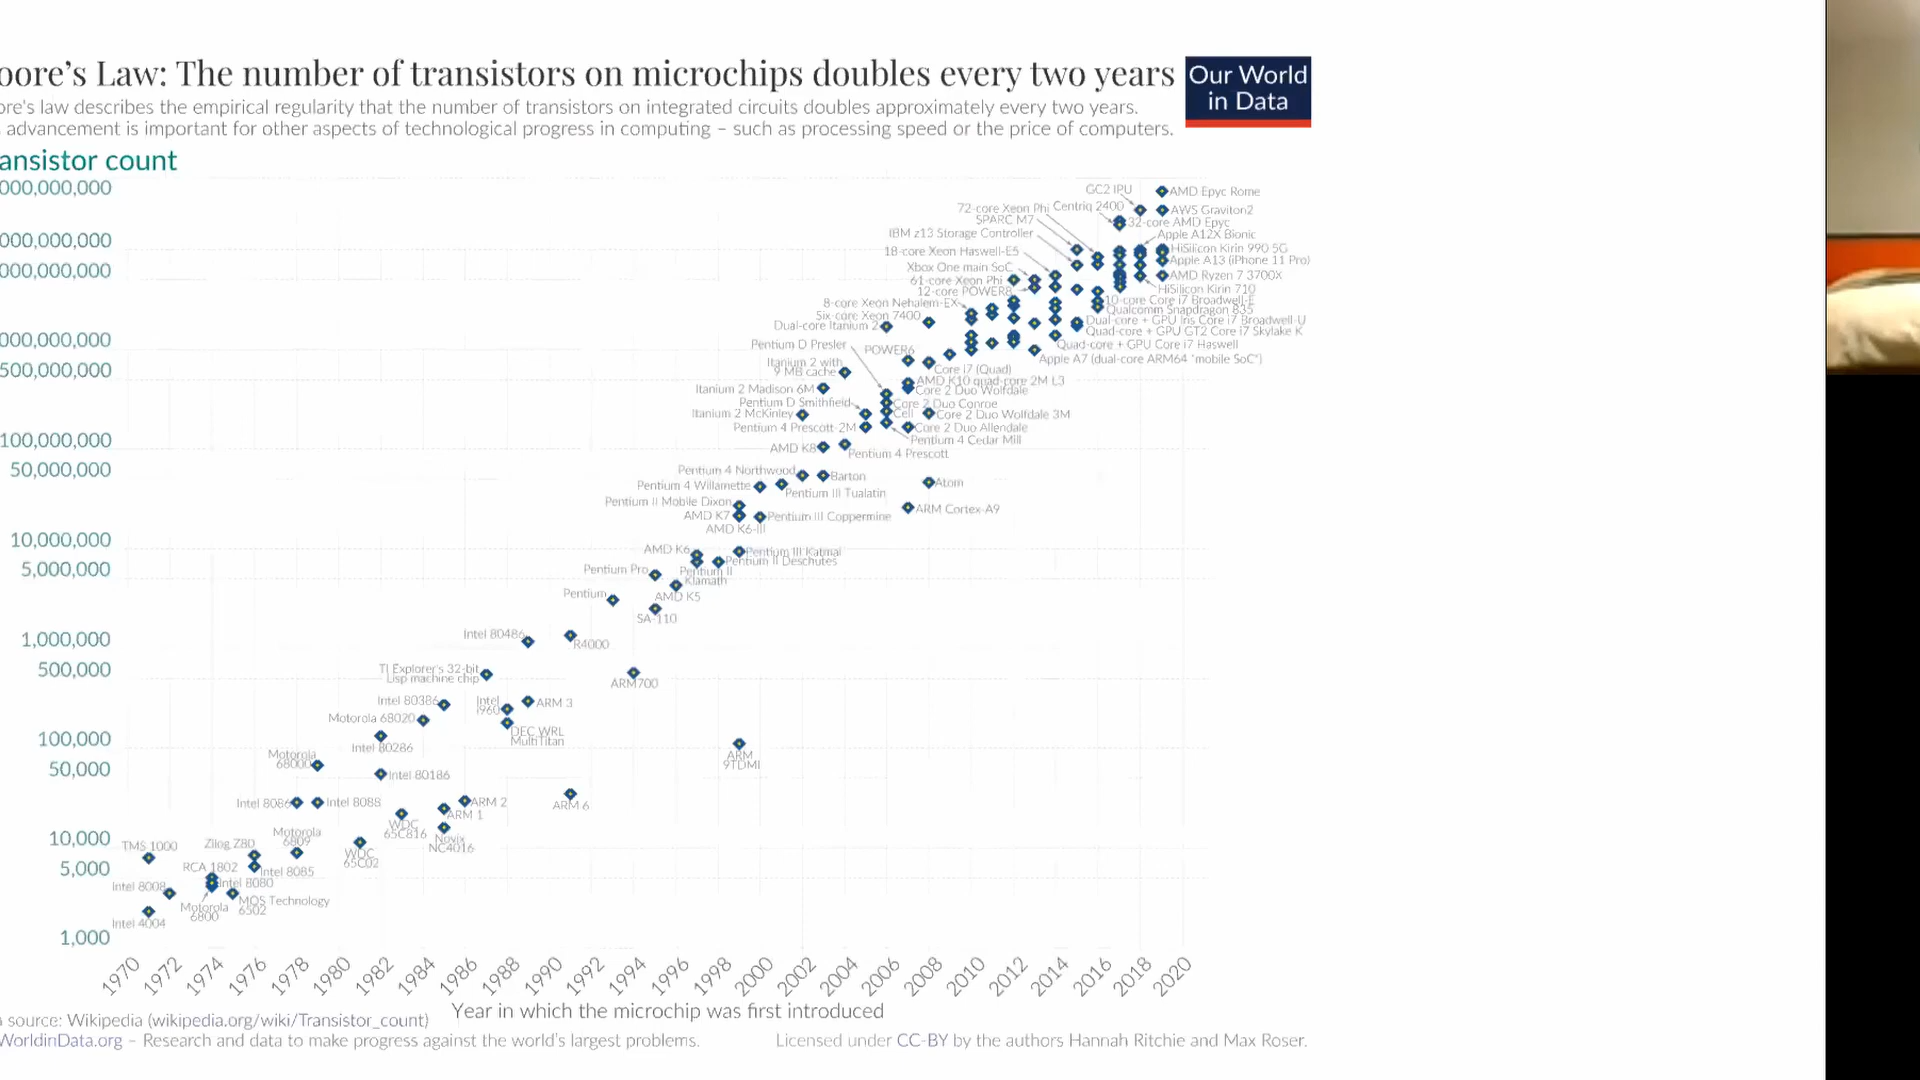 oore's Law: The number of transistors on microchips doubles every two years
Our World
in Data
ore's law describes the empirical regularity that the number of transistors on integrated circuits doubles approximately every two years.
advancement is important for other aspects of technological progress in computing – such as processing speed or the price of computers.
ansistor count
000,000,000
000,000,000
000,000,000
000,000,000
500,000,000
100,000,000
50,000,000
10,000,000
5,000,000
1,000,000
500,000
100,000
50,000
10,000
5,000
1,000
GC2 IPU
AMD Epyc Rome
72-core Xeon Phi
Centriq 2400
AWS Graviton2
SPARC M7
32-core AMD Epyc
IBM z13 Storage Controller
Apple A12X Bionic
18-core Xeon Haswell-E5
HiSilicon Kirin 990 5G
Xbox One main SoC
Apple A13 (iPhone 11 Pro)
61-core Xeon Phi
AMD Ryzen 7 3700X
12-core POWER8
HiSilicon Kirin 710
8-core Xeon Nehalem-EX
10-core Core i7 Broadwell-E
Six-core Xeon 7400
Qualcomm Snapdragon 835
Dual-core Itanium 2
Dual-core + GPU Iris Core i7 Broadwell-U
Quad-core + GPU GT2 Core i7 Skylake K
Pentium D Presler
POWER6
Quad-core + GPU Core i7 Haswell
Apple A7 (dual-core ARM64 "mobile SoC")
Itanium 2 with
9 MB cache
Core i7 (Quad)
AMD K10 quad-core 2M L3
Itanium 2 Madison 6M
Core 2 Duo Wolfdale
Pentium D Smithfield
Core 2 Duo Conroe
Itanium 2 McKinley
Cell
Core 2 Duo Wolfdale 3M
Pentium 4 Prescott-2M
Core 2 Duo Allendale
Pentium 4 Cedar Mill
AMD K8
Pentium 4 Prescott
Pentium 4 Northwood
Barton
Pentium 4 Willamette
Pentium III Tualatin
Atom
Pentium II Mobile Dixon
ARM Cortex-A9
AMD K7
Pentium III Coppermine
AMD K6-III
AMD K6
Pentium III Katmai
Pentium II Deschutes
Pentium Pro
Pentium II
Klamath
Pentium
AMD K5
SA-110
Intel 80486
R4000
TI Explorer's 32-bit
Lisp machine chip
ARM700
Intel 80386
Intel
i960
ARM 3
Motorola 68020
DEC WRL
MultiTitan
Intel 80286
Motorola
68000
ARM
9TDMI
Intel 80186
Intel 8086
Intel 8088
ARM 2
ARM 6
ARM 1
WDC
65C816
Novix
NC4016
Motorola
6809
TMS 1000
Zilog Z80
WDC
65C02
RCA 1802
Intel 8085
Intel 8008
Intel 8080
MOS Technology
6502
Motorola
6800
Intel 4004
1970 1972 1974 1976 1978 1980 1982 1984 1986 1988 1990 1992 1994 1996 1998 2000 2002 2004 2006 2008 2010 2012 2014 2016 2018 2020
Year in which the microchip was first introduced
source: Wikipedia (wikipedia.org/wiki/Transistor_count)
WorldinData.org – Research and data to make progress against the world's largest problems.
Licensed under CC-BY by the authors Hannah Ritchie and Max Roser.